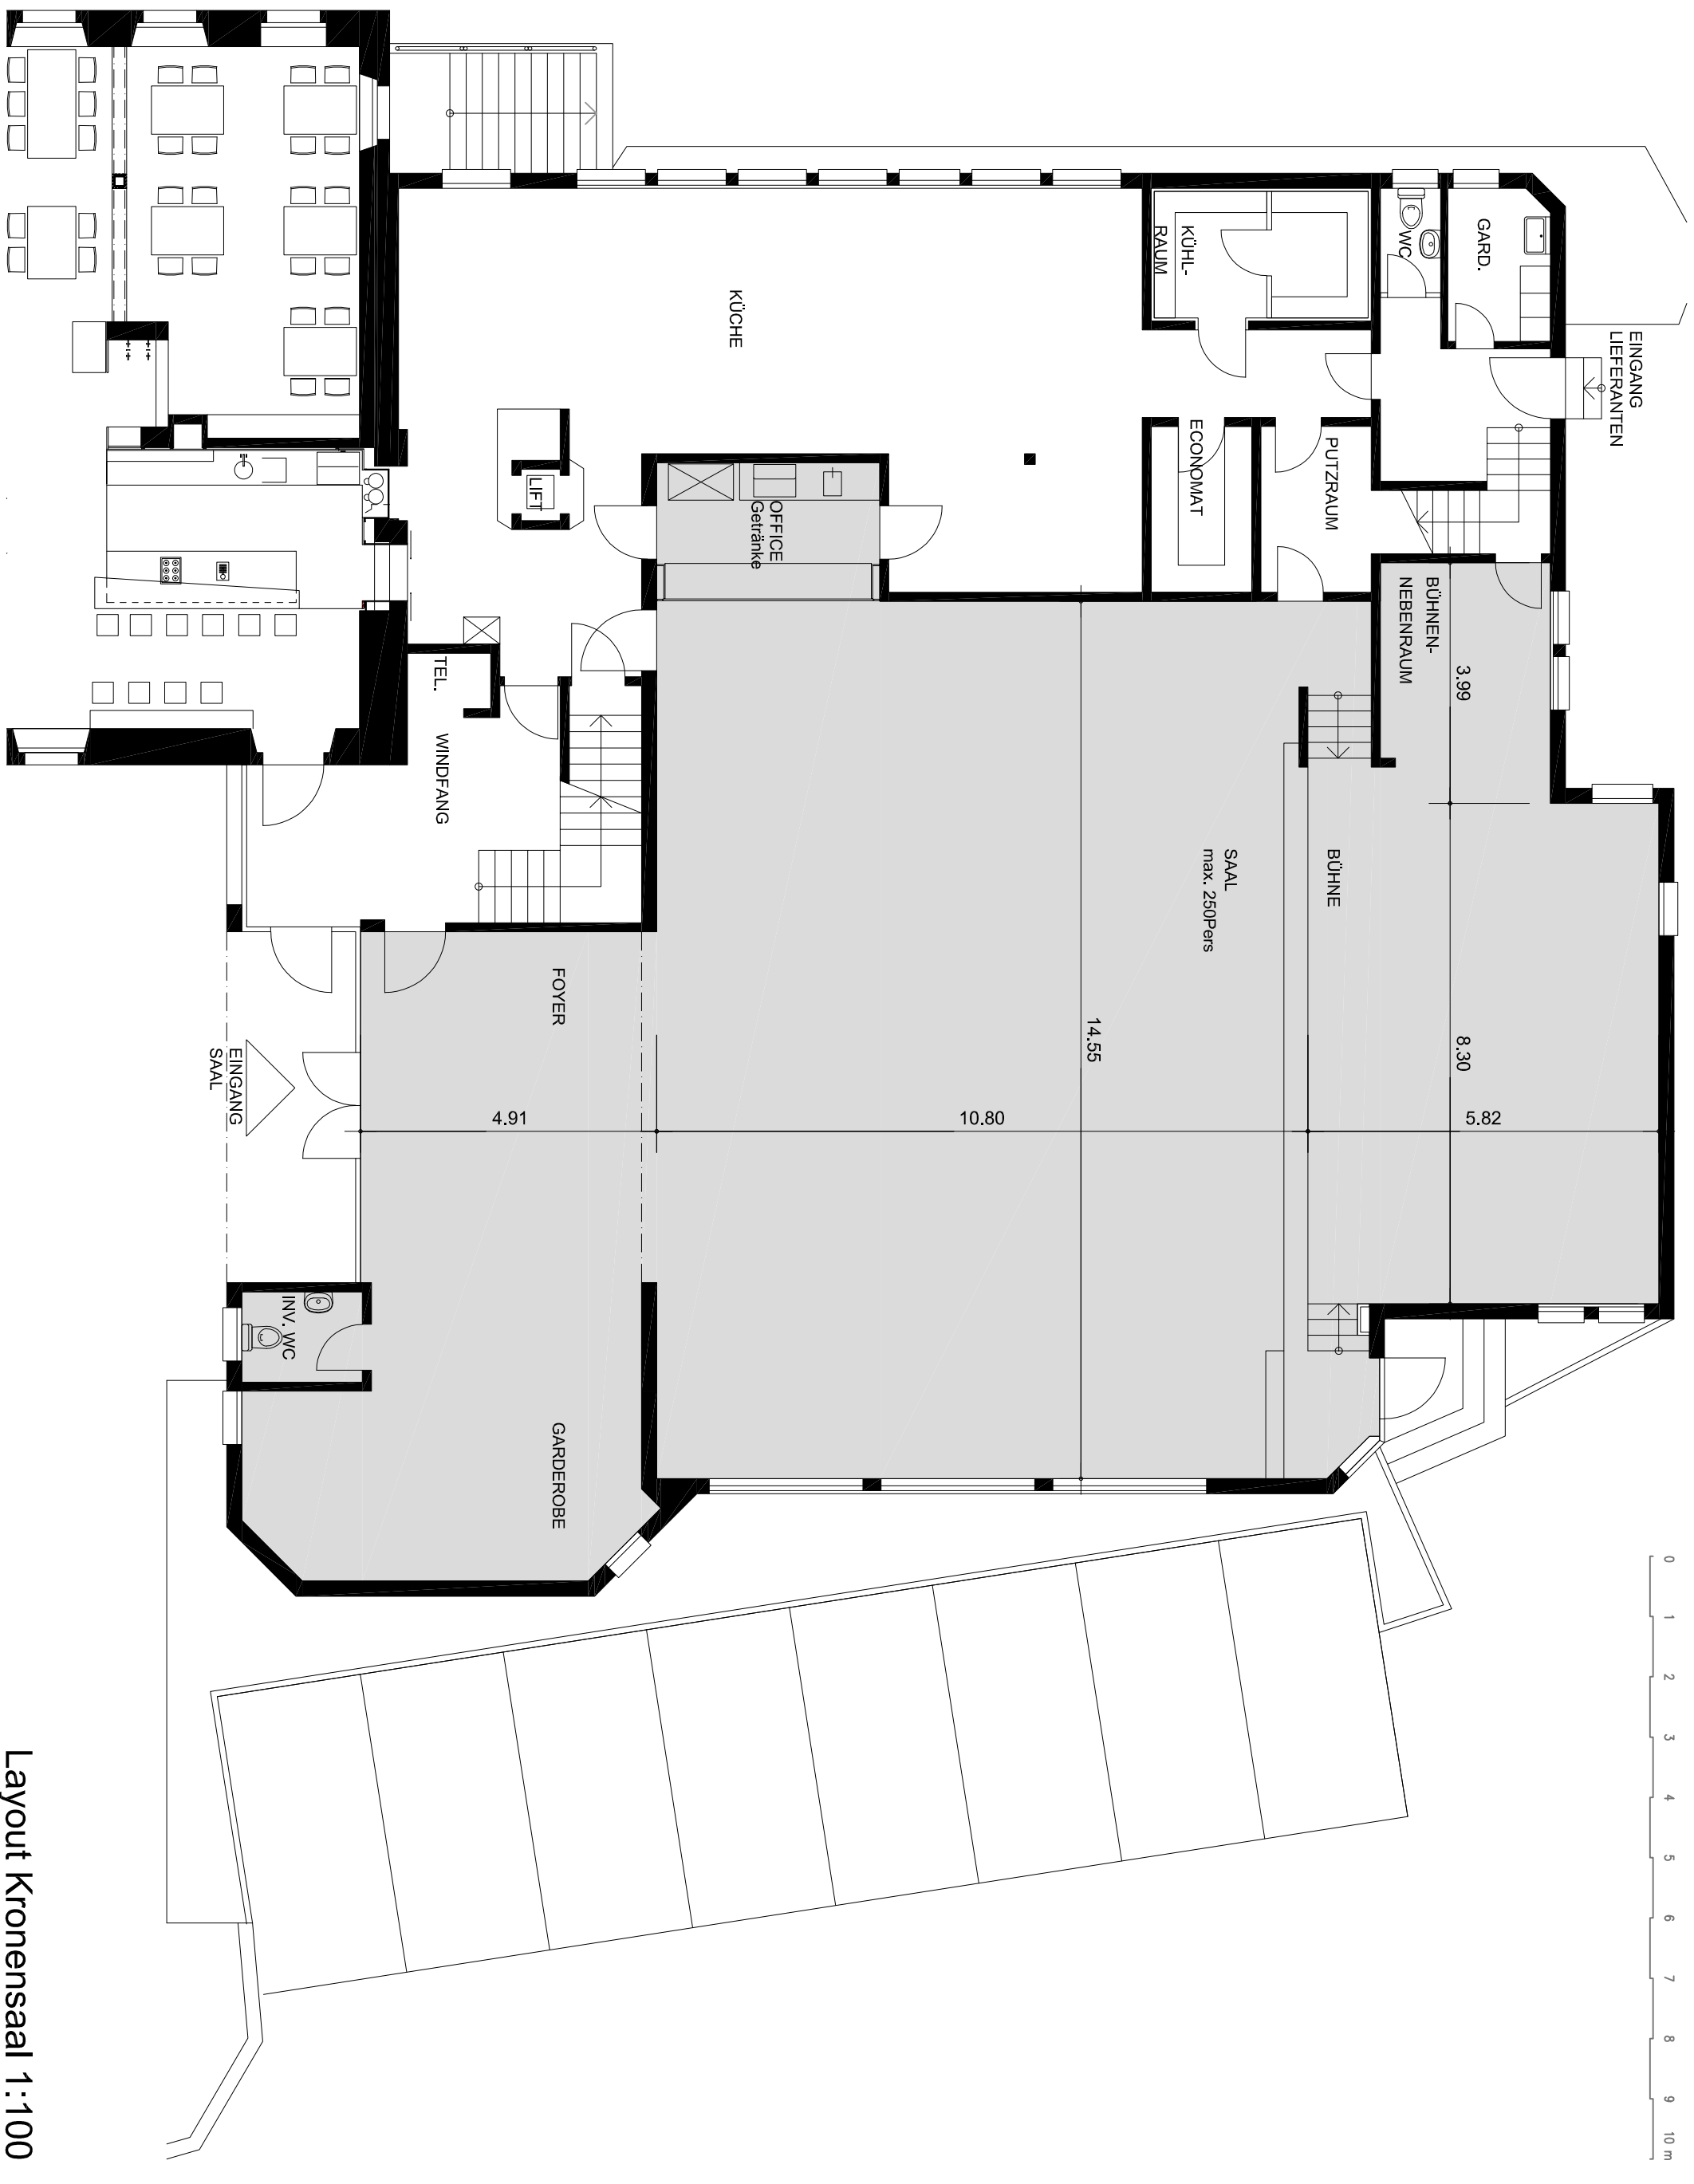 EINGANG
LIEFERANTEN
GARD.
WC
KÜHL-
RAUM
KÜCHE
PUTZRAUM
ECONOMAT
LIFT
OFFICE
Getränke
BÜHNEN-
NEBENRAUM
3.99
TEL.
WINDFANG
BÜHNE
SAAL
max. 250Pers
FOYER
14.55
8.30
EINGANG
SAAL
4.91
10.80
5.82
INV. WC
GARDEROBE
0 1 2 3 4 5 6 7 8 9 10 m
Layout Kronensaal 1:100